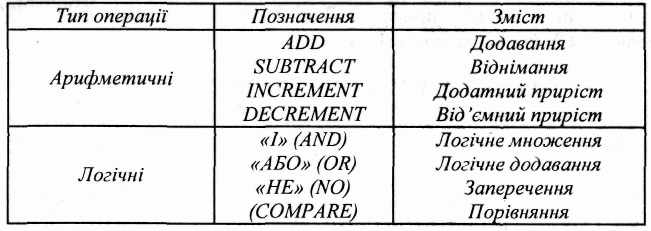 Тип операції Позначення Зміст
ADD Додавання
SUBTRACT Віднімання
Арифметичні INCREMENT Додатний приріст
DECREMENT Від’ємний приріст
«І» (AND) Логічне множення
«АБО» (OR) Логічне додавання
Логічні «НЕ» (NO) Заперечення
(COMPARE) Порівняння